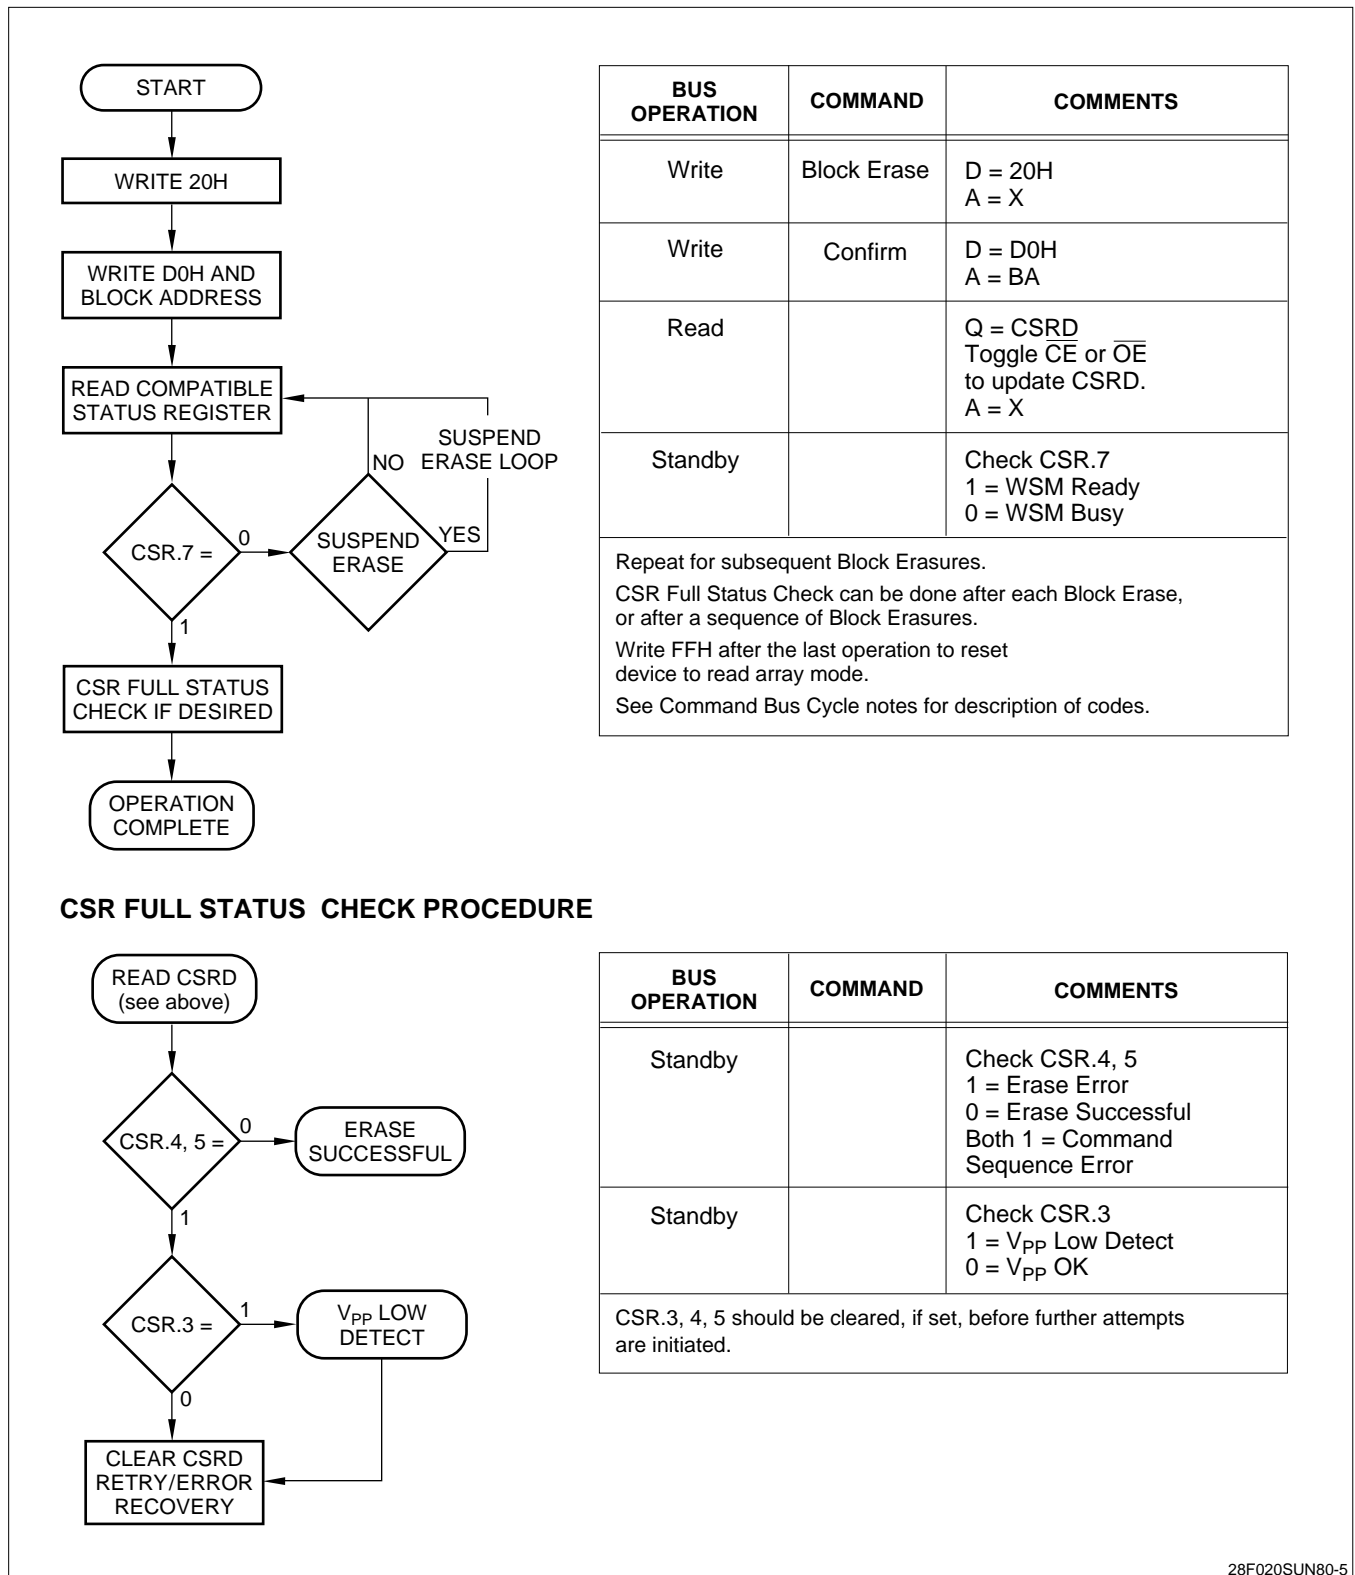 START
WRITE 20H
WRITE D0H AND
BLOCK ADDRESS
READ COMPATIBLE
STATUS REGISTER
SUSPEND
ERASE LOOP
NO
CSR.7 =
0
SUSPEND
ERASE
YES
1
CSR FULL STATUS
CHECK IF DESIRED
OPERATION
COMPLETE
BUS
OPERATION
COMMAND
COMMENTS
Write
Block Erase
D = 20H
A = X
Write
Confirm
D = D0H
A = BA
Read
Q = CSRD
Toggle C̅E̅ or O̅E̅
to update CSRD.
A = X
Standby
Check CSR.7
1 = WSM Ready
0 = WSM Busy
Repeat for subsequent Block Erasures.
CSR Full Status Check can be done after each Block Erase,
or after a sequence of Block Erasures.
Write FFH after the last operation to reset
device to read array mode.
See Command Bus Cycle notes for description of codes.
CSR FULL STATUS CHECK PROCEDURE
READ CSRD
(see above)
CSR.4, 5 =
0
ERASE
SUCCESSFUL
1
CSR.3 =
1
VPP LOW
DETECT
0
CLEAR CSRD
RETRY/ERROR
RECOVERY
BUS
OPERATION
COMMAND
COMMENTS
Standby
Check CSR.4, 5
1 = Erase Error
0 = Erase Successful
Both 1 = Command
Sequence Error
Standby
Check CSR.3
1 = VPP Low Detect
0 = VPP OK
CSR.3, 4, 5 should be cleared, if set, before further attempts
are initiated.
28F020SUN80-5